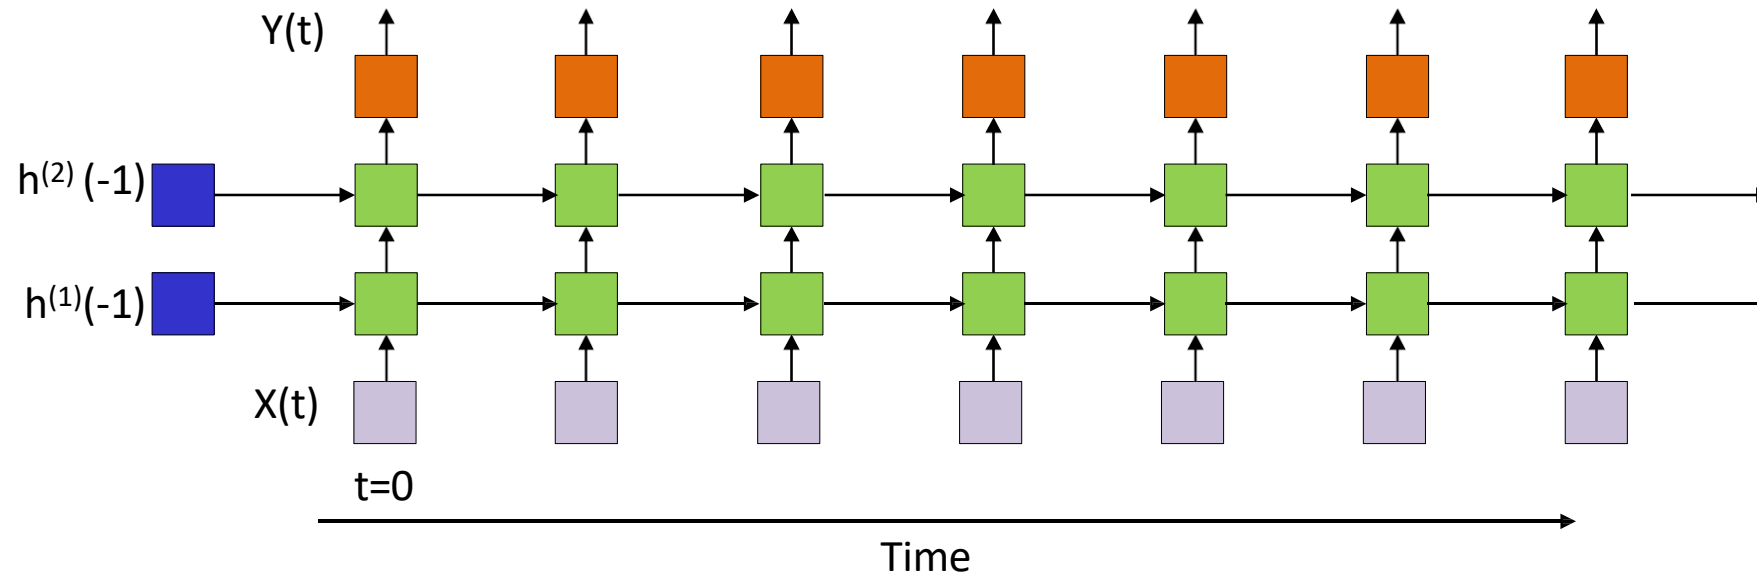 Y(t)
h⁽²⁾ (-1)
h⁽¹⁾(-1)
X(t)
t=0
Time